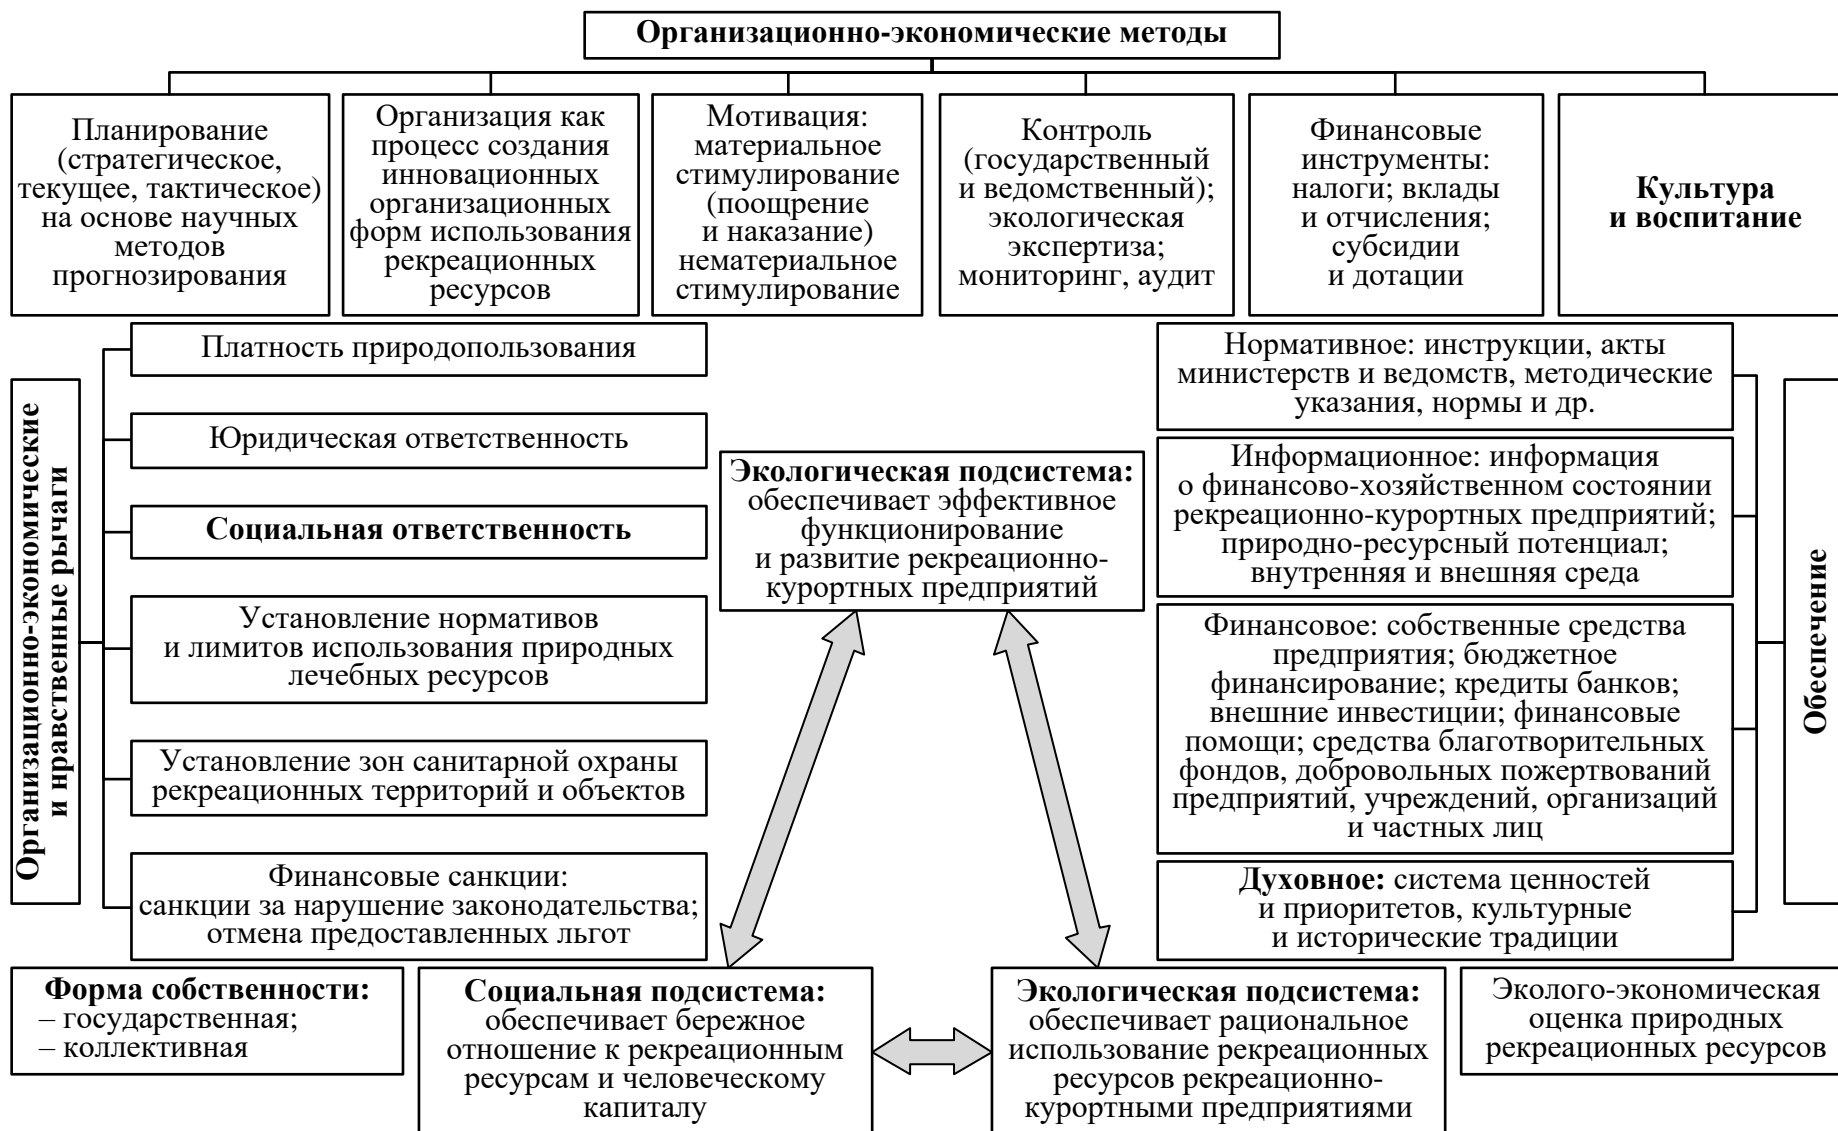 Организационно-экономические методы
Планирование
(стратегическое,
текущее, тактическое)
на основе научных
методов
прогнозирования
Организация как
процесс создания
инновационных
организационных
форм использования
рекреационных
ресурсов
Мотивация:
материальное
стимулирование
(поощрение
и наказание)
нематериальное
стимулирование
Контроль
(государственный
и ведомственный);
экологическая
экспертиза;
мониторинг, аудит
Финансовые
инструменты:
налоги; вклады
и отчисления;
субсидии
и дотации
Культура
и воспитание
Организационно-экономические
и нравственные рычаги
Платность природопользования
Юридическая ответственность
Социальная ответственность
Установление нормативов
и лимитов использования природных
лечебных ресурсов
Установление зон санитарной охраны
рекреационных территорий и объектов
Финансовые санкции:
санкции за нарушение законодательства;
отмена предоставленных льгот
Экологическая подсистема:
обеспечивает эффективное
функционирование
и развитие рекреационно-
курортных предприятий
Нормативное: инструкции, акты
министерств и ведомств, методические
указания, нормы и др.
Информационное: информация
о финансово-хозяйственном состоянии
рекреационно-курортных предприятий;
природно-ресурсный потенциал;
внутренняя и внешняя среда
Финансовое: собственные средства
предприятия; бюджетное
финансирование; кредиты банков;
внешние инвестиции; финансовые
помощи; средства благотворительных
фондов, добровольных пожертвований
предприятий, учреждений, организаций
и частных лиц
Духовное: система ценностей
и приоритетов, культурные
и исторические традиции
Обеспечение
Форма собственности:
– государственная;
– коллективная
Социальная подсистема:
обеспечивает бережное
отношение к рекреационным
ресурсам и человеческому
капиталу
Экологическая подсистема:
обеспечивает рациональное
использование рекреационных
ресурсов рекреационно-
курортными предприятиями
Эколого-экономическая
оценка природных
рекреационных ресурсов